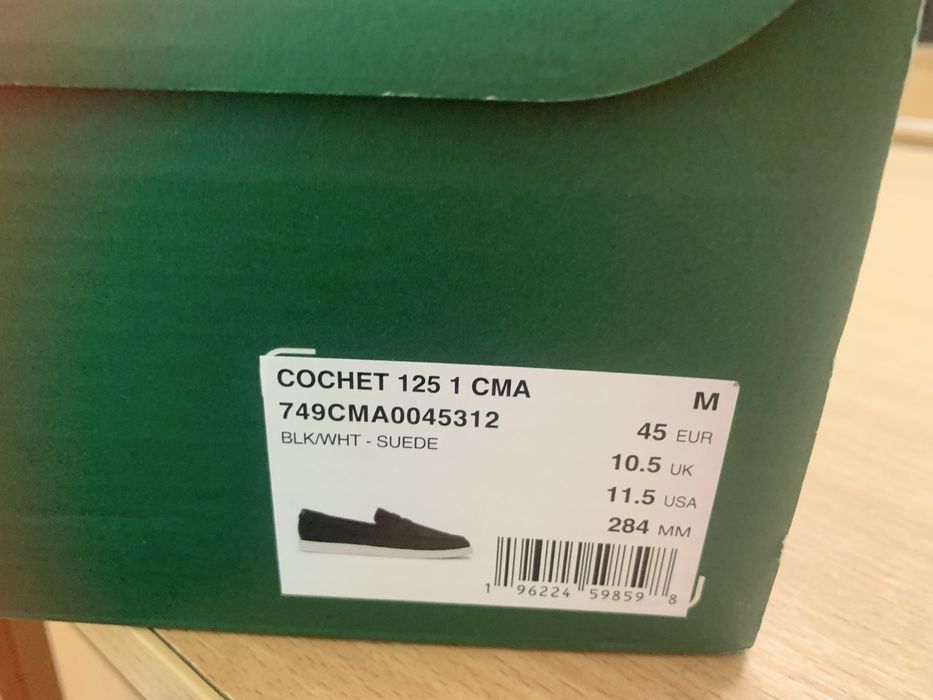 COCHET 125 1 CMA
749CMA0045312
BLK/WHT - SUEDE
M
45 EUR
10.5 UK
11.5 USA
284 MM
1 96224 59859 8